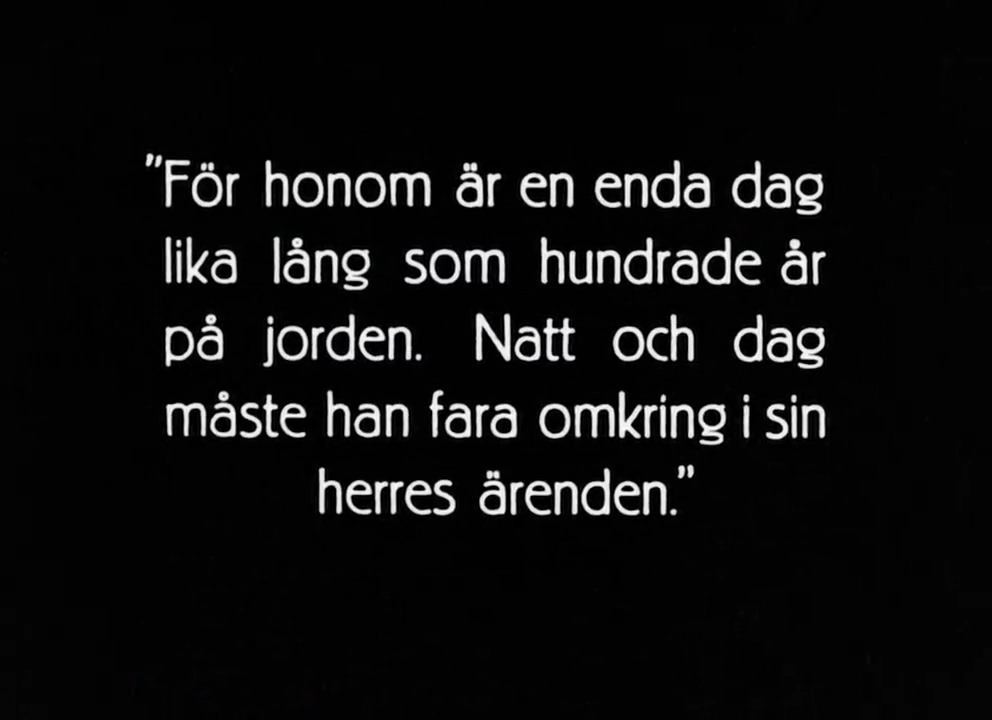 "För honom är en enda dag
lika lång som hundrade år
på jorden. Natt och dag
måste han fara omkring i sin
herres ärenden."